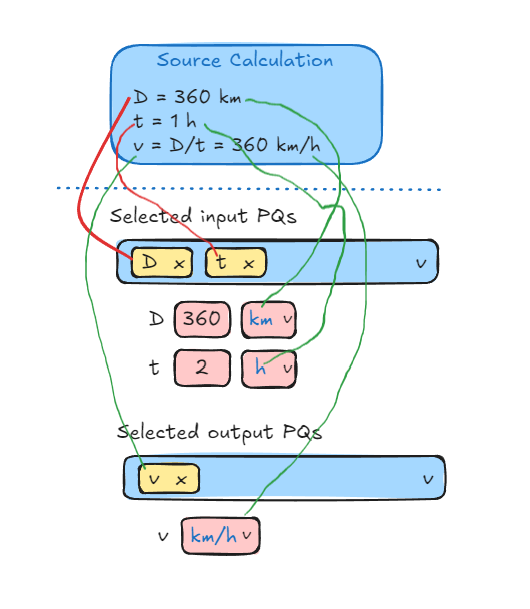 Source Calculation
D = 360 km
t = 1 h
v = D/t = 360 km/h
Selected input PQs
D x t x v
D 360 km v
t 2 h v
Selected output PQs
v x v
v km/h v